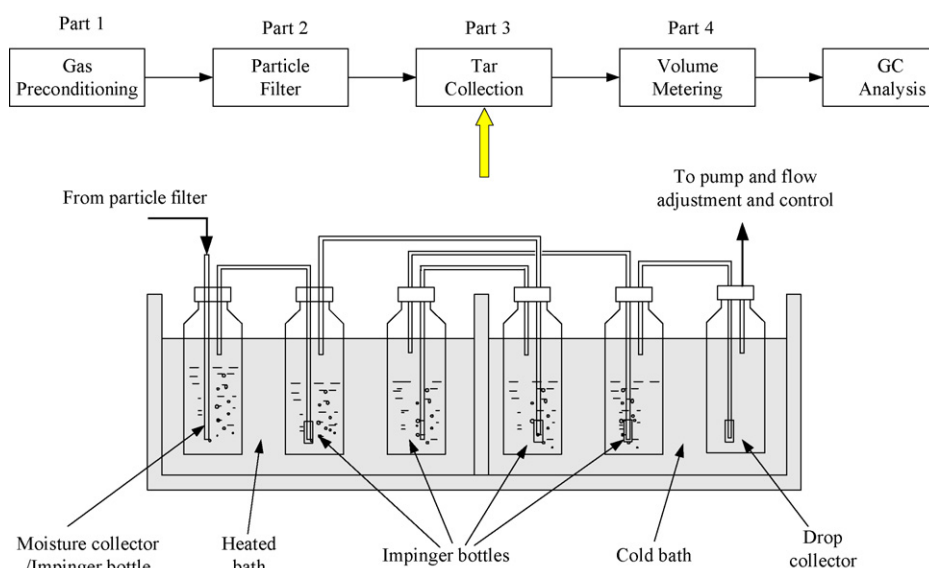 Part 1
Part 2
Part 3
Part 4
Gas
Preconditioning
Particle
Filter
Tar
Collection
Volume
Metering
GC
Analysis
From particle filter
To pump and flow
adjustment and control
Moisture collector
/Impinger bottle
Heated
bath
Impinger bottles
Cold bath
Drop
collector